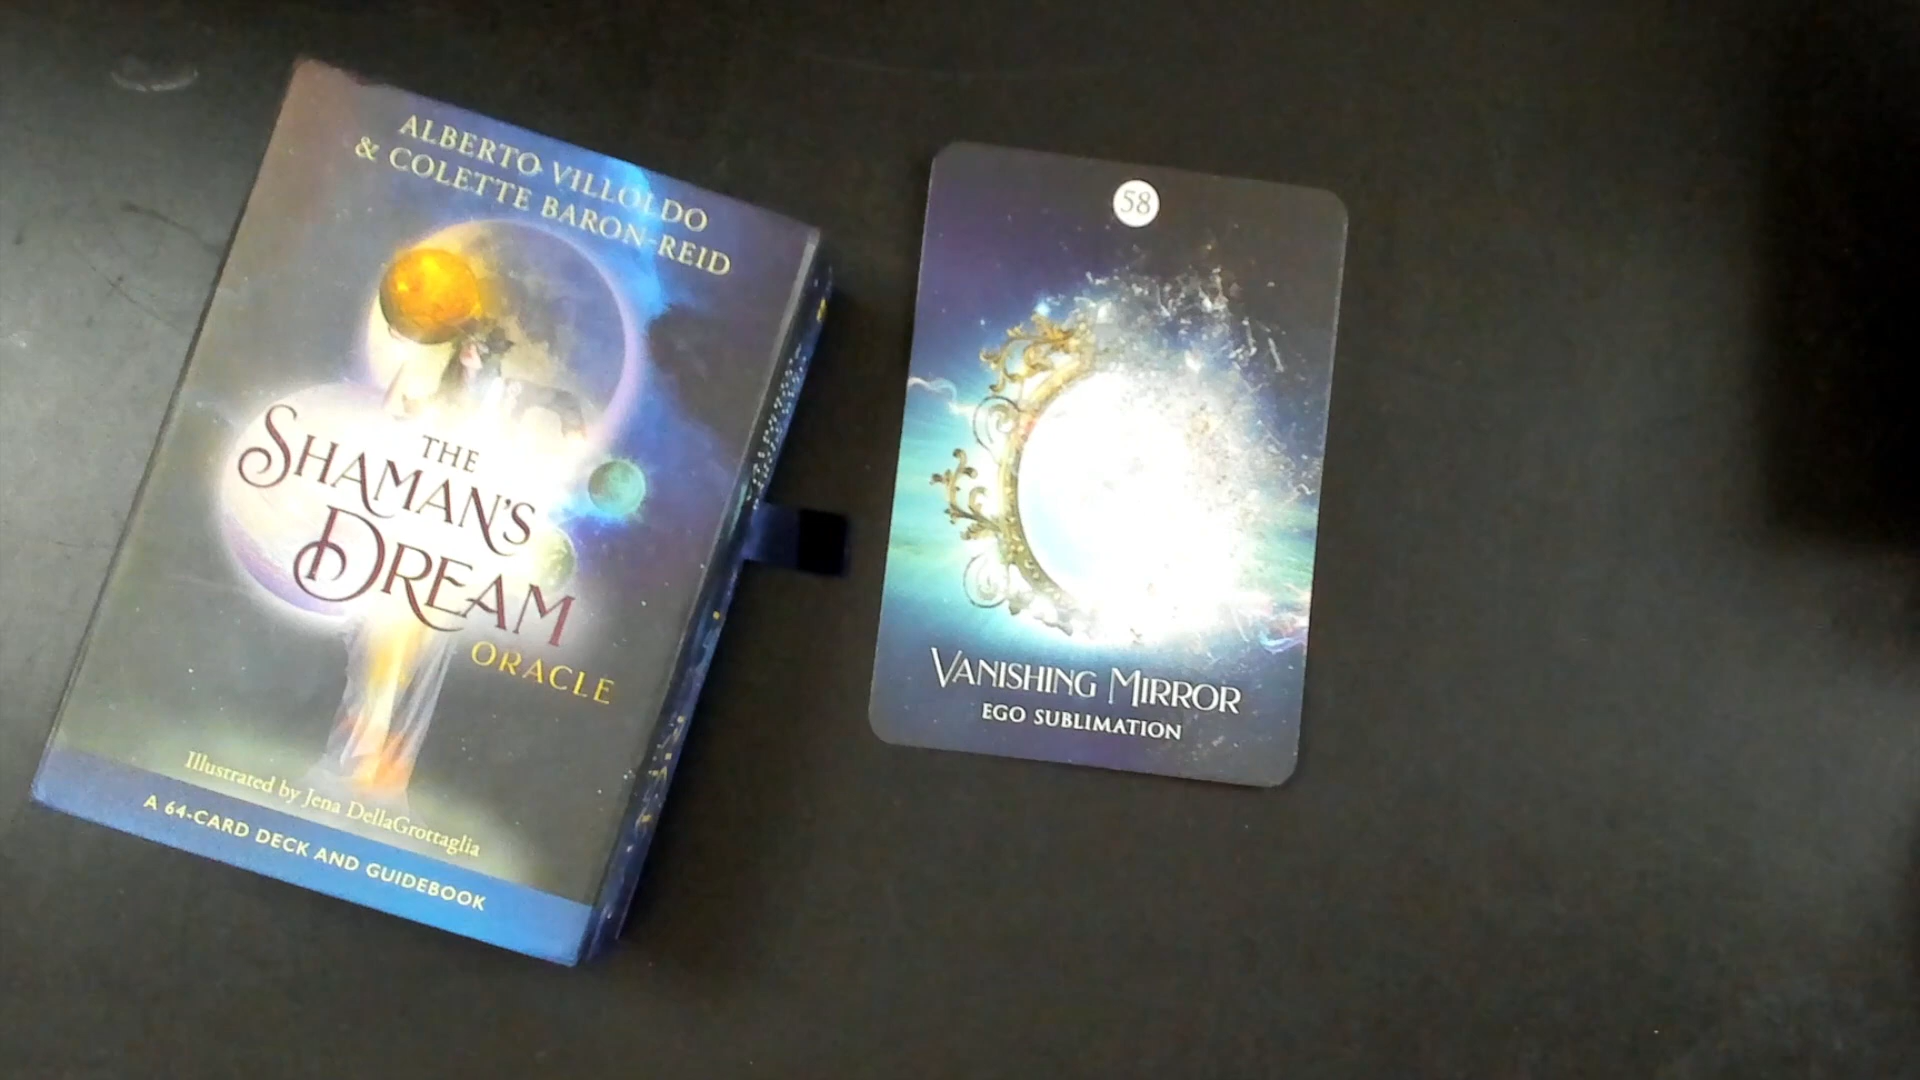 ALBERTO VILLOLDO
& COLETTE BARON-REID
THE
SHAMAN'S
DREAM
ORACLE
Illustrated by Jena DellaGrottaglia
A 64-CARD DECK AND GUIDEBOOK
58
VANISHING MIRROR
EGO SUBLIMATION